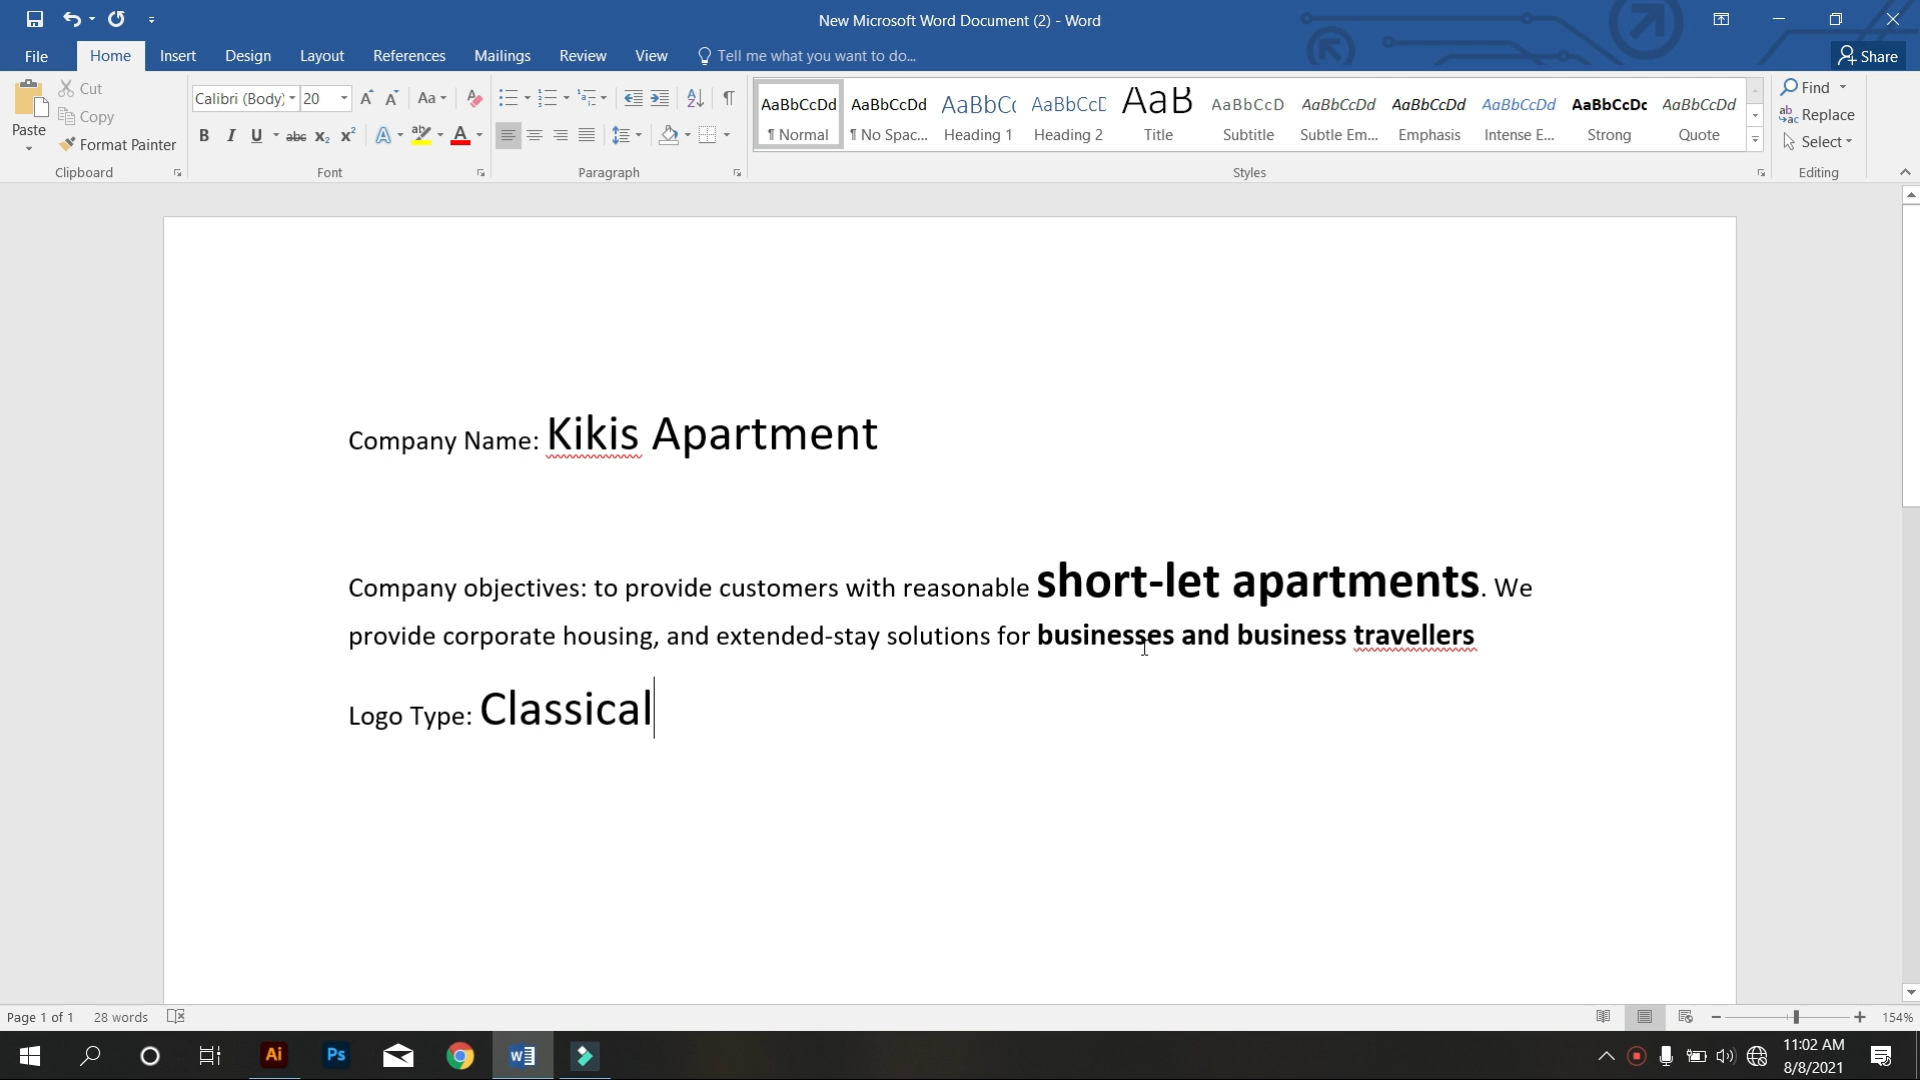 New Microsoft Word Document (2) - Word
File Home Insert Design Layout References Mailings Review View Tell me what you want to do... Share
Paste
Cut
Copy
Format Painter
Clipboard
Calibri (Body) 20
Font
Paragraph
AaBbCcDd AaBbCcDd AaBbCc AaBbCcD AaB AaBbCcD AaBbCcDd AaBbCcDd AaBbCcDd AaBbCcDc AaBbCcDd
¶ Normal ¶ No Spac... Heading 1 Heading 2 Title Subtitle Subtle Em... Emphasis Intense E... Strong Quote
Styles
Find
Replace
Select
Editing
Company Name: Kikis Apartment
Company objectives: to provide customers with reasonable short-let apartments. We
provide corporate housing, and extended-stay solutions for businesses and business travellers
Logo Type: Classical
Page 1 of 1 28 words 154%
Ai Ps
11:02 AM
8/8/2021